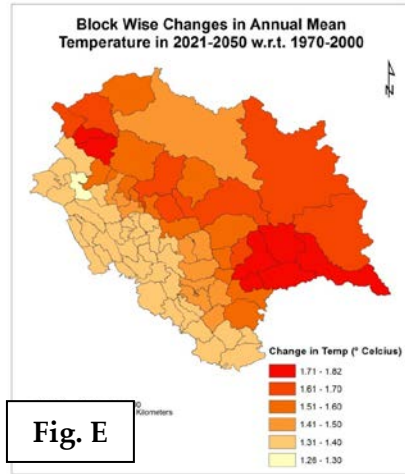 Block Wise Changes in Annual Mean
Temperature in 2021-2050 w.r.t. 1970-2000
N
Change in Temp (° Celcius)
1.71 - 1.82
1.61 - 1.70
1.51 - 1.60
1.41 - 1.50
1.31 - 1.40
1.26 - 1.30
Kilometers
Fig. E